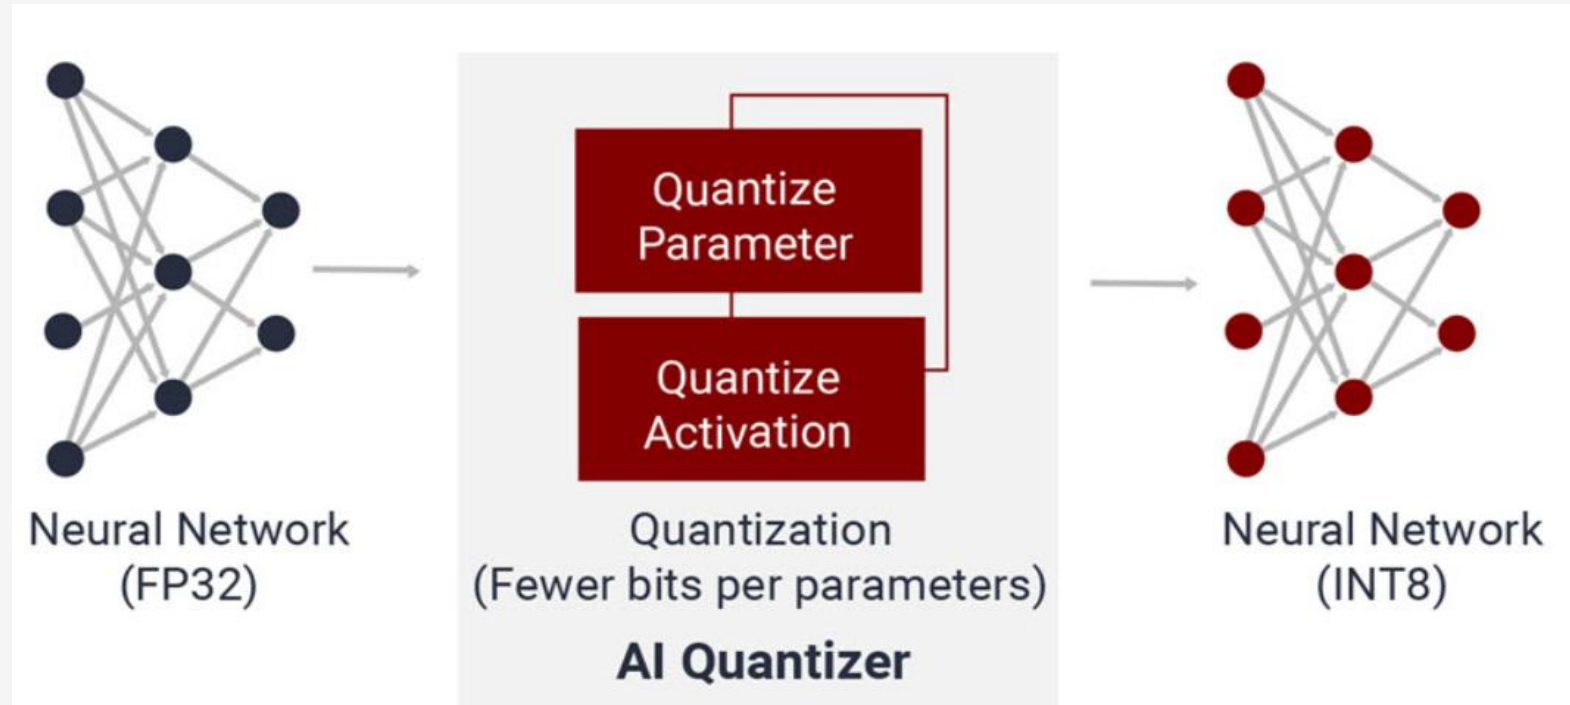 Quantize
Parameter
Quantize
Activation
Neural Network
(FP32)
Quantization
(Fewer bits per parameters)
AI Quantizer
Neural Network
(INT8)